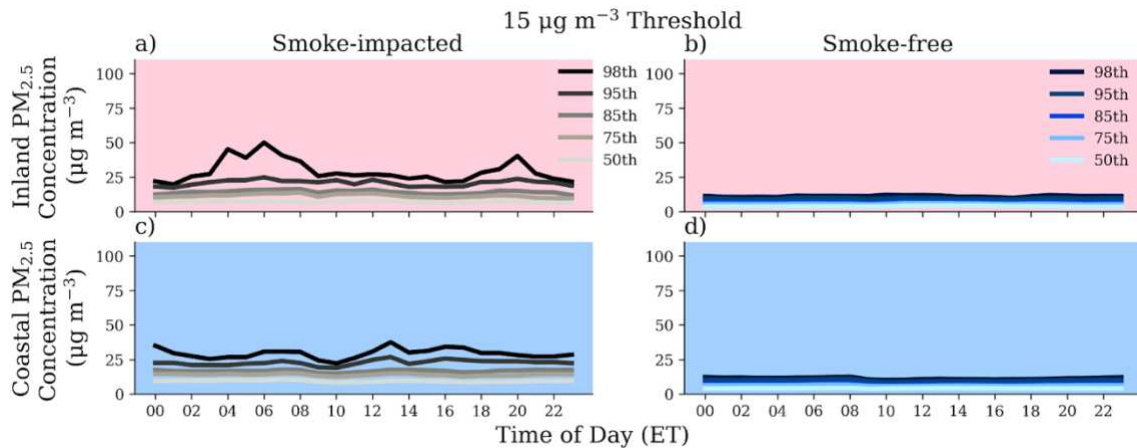 15 μg m⁻³ Threshold
a) Smoke-impacted
b) Smoke-free
Inland PM₂.₅
Concentration
(μg m⁻³)
100
75
50
25
0
98th
95th
85th
75th
50th
100
75
50
25
0
98th
95th
85th
75th
50th
c)
d)
Coastal PM₂.₅
Concentration
(μg m⁻³)
100
75
50
25
0
00 02 04 06 08 10 12 14 16 18 20 22
100
75
50
25
0
00 02 04 06 08 10 12 14 16 18 20 22
Time of Day (ET)